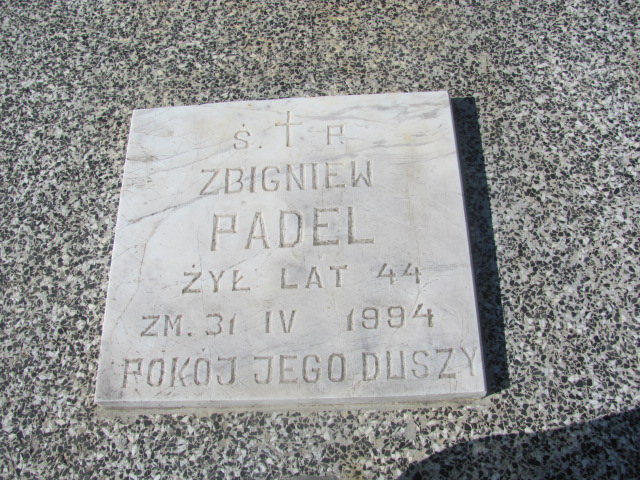 Ś. P.
ZBIGNIEW
PADEL
ŻYŁ LAT 44
ZM. 31 IV 1994
POKÓJ JEGO DUSZY